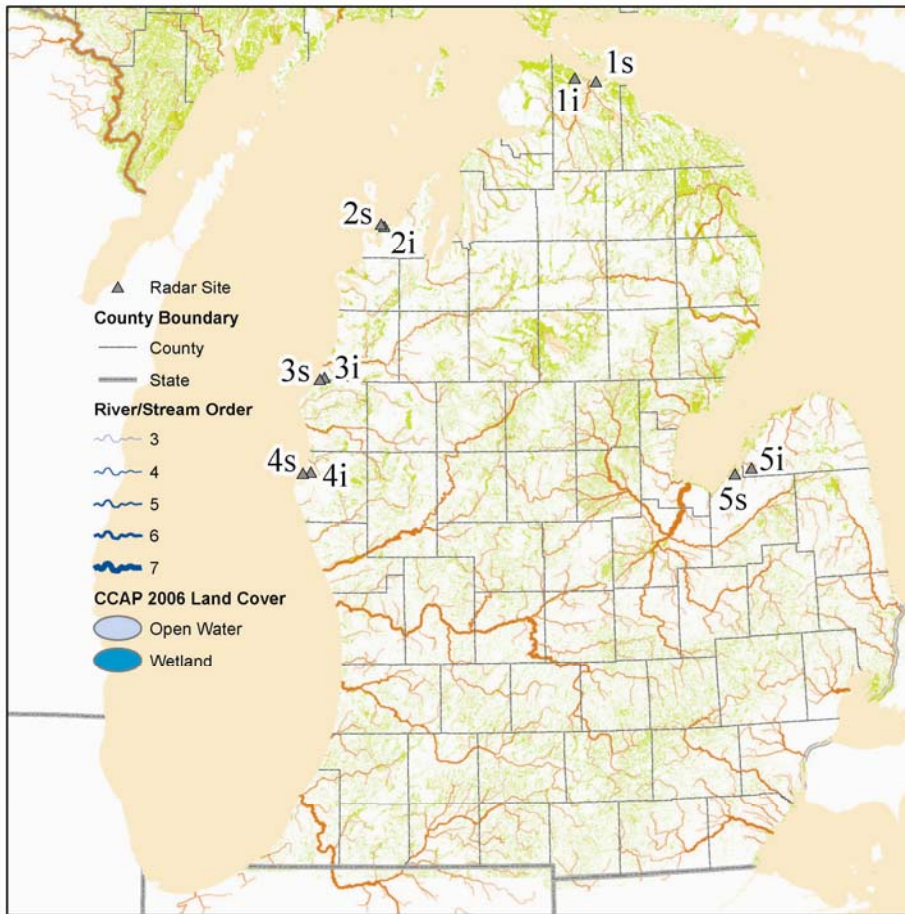 1s
1i
2s
2i
Radar Site
County Boundary
County
State
3s 3i
River/Stream Order
3
4
4s 4i
5s 5i
5
6
7
CCAP 2006 Land Cover
Open Water
Wetland